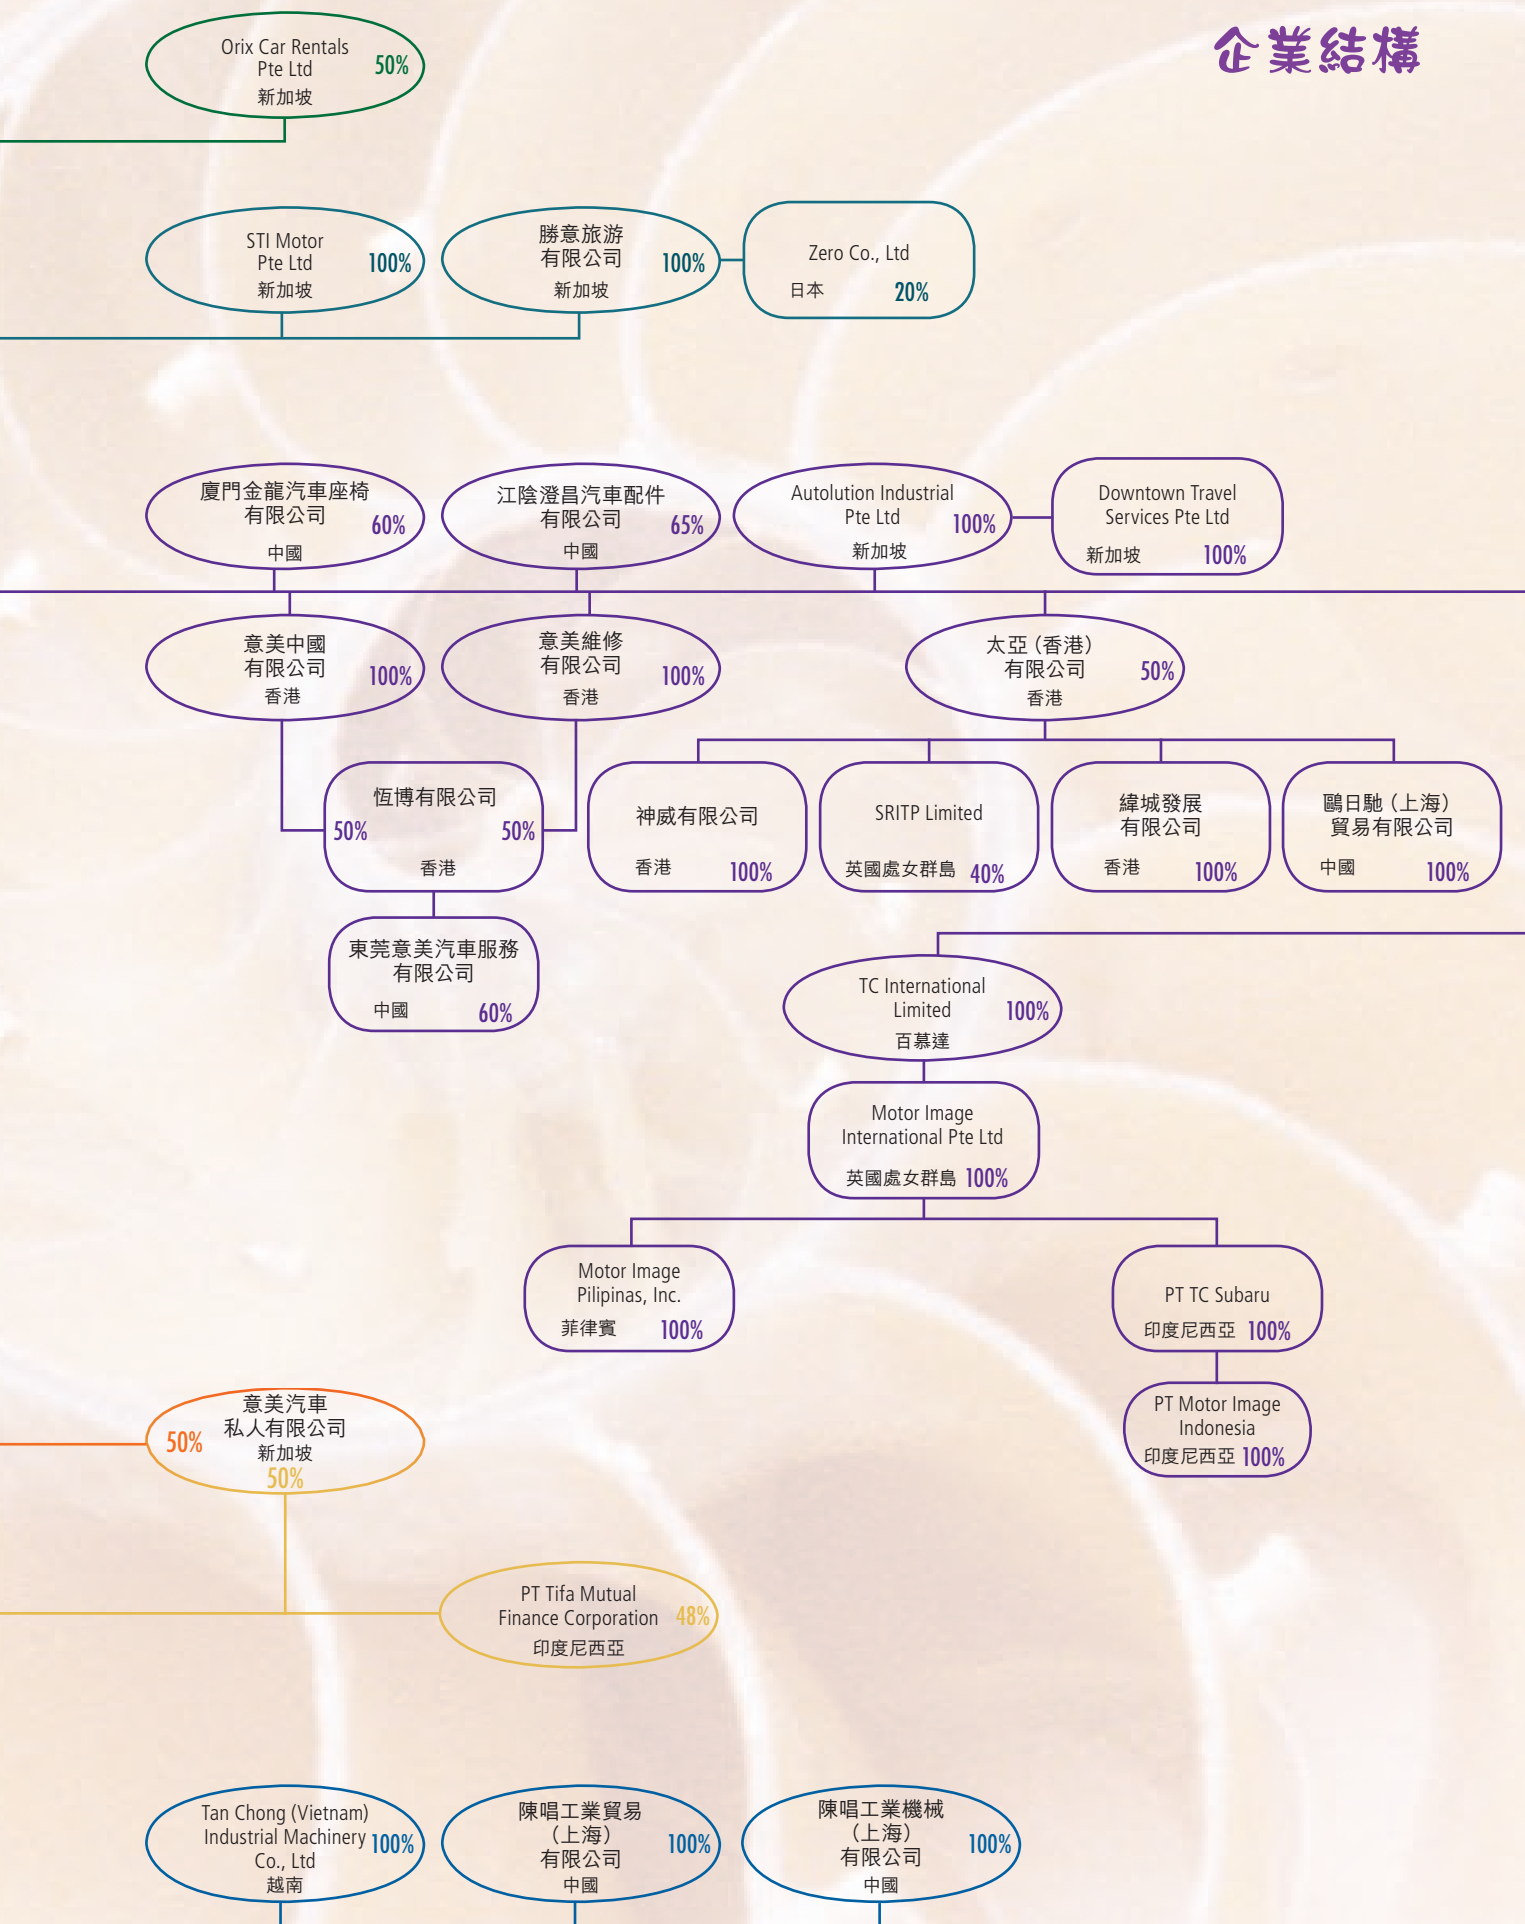 企業結構
Orix Car Rentals
Pte Ltd
50%
新加坡
STI Motor
Pte Ltd
100%
新加坡
勝意旅游
有限公司
100%
新加坡
Zero Co., Ltd
日本 20%
廈門金龍汽車座椅
有限公司
60%
中國
江陰澄昌汽車配件
有限公司
65%
中國
Autolution Industrial
Pte Ltd
100%
新加坡
Downtown Travel
Services Pte Ltd
新加坡 100%
意美中國
有限公司
100%
香港
意美維修
有限公司
100%
香港
太亞（香港）
有限公司
50%
香港
恆博有限公司
50% 50%
香港
神威有限公司
香港 100%
SRITP Limited
英國處女群島 40%
緯城發展
有限公司
香港 100%
鷗日馳（上海）
貿易有限公司
中國 100%
東莞意美汽車服務
有限公司
中國 60%
TC International
Limited
100%
百慕達
Motor Image
International Pte Ltd
英國處女群島 100%
Motor Image
Pilipinas, Inc.
菲律賓 100%
PT TC Subaru
印度尼西亞 100%
PT Motor Image
Indonesia
印度尼西亞 100%
意美汽車
私人有限公司
50%
新加坡
50%
PT Tifa Mutual
Finance Corporation
48%
印度尼西亞
Tan Chong (Vietnam)
Industrial Machinery
100%
Co., Ltd
越南
陳唱工業貿易
（上海）
100%
有限公司
中國
陳唱工業機械
（上海）
100%
有限公司
中國